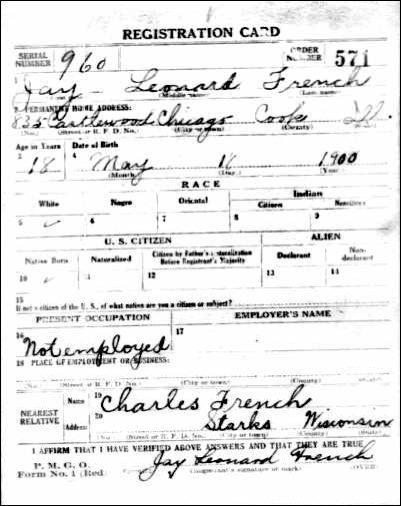 REGISTRATION CARD
SERIAL NUMBER 960 ORDER NUMBER 571
1 Jay Leonard French
(Middle name) (Last name)
2 PERMANENT HOME ADDRESS:
835 Castlewood Chicago Cook Ill.
(No.) (Street or R. F. D. No.) (City or town) (County)
Age in Years Date of Birth
3 18 4 May 16 1900
(Month) (Day) (Year)
RACE
White Negro Oriental Indian
Citizen Noncitizen
5 ✓ 6 7 8 9
U. S. CITIZEN ALIEN
Native Born Naturalized Citizen by Father's Naturalization Before Registrant's Majority Declarant Non-declarant
10 ✓ 11 12 13 14
15
If not a citizen of the U. S., of what nation are you a citizen or subject?
PRESENT OCCUPATION EMPLOYER'S NAME
16 Not employed 17
18 PLACE OF EMPLOYMENT OR BUSINESS:
(No.) (Street or R. F. D. No.) (City or town) (County) (State)
NEAREST RELATIVE Name 19 Charles French
Address 20 Starks Wisconsin
(No.) (Street or R. F. D. No.) (City or town) (County) (State)
I AFFIRM THAT I HAVE VERIFIED ABOVE ANSWERS AND THAT THEY ARE TRUE
P. M. G. O.
Form No. 1 (Red) Jay Leonard French
(Registrant's signature or mark) (OVER)